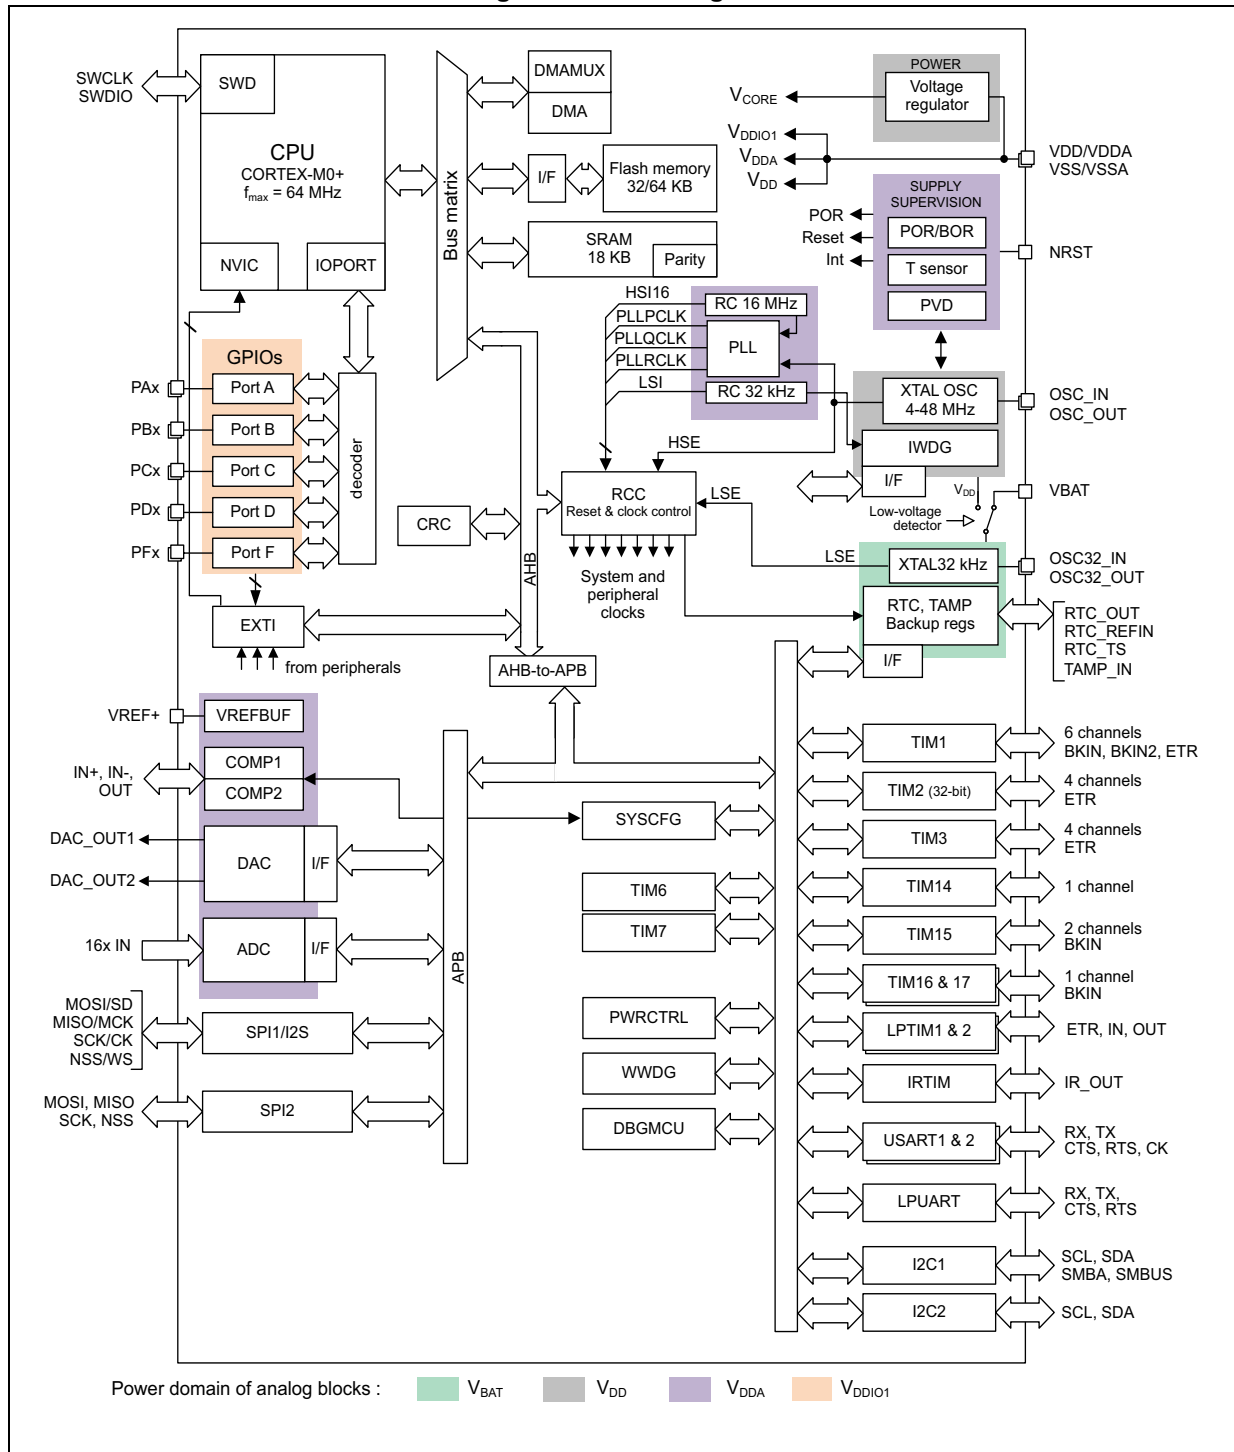 SWCLK
SWDIO
SWD
CPU
CORTEX-M0+
fmax = 64 MHz
NVIC
IOPORT
Bus matrix
DMAMUX
DMA
I/F
Flash memory
32/64 KB
SRAM
18 KB
Parity
POWER
Voltage
regulator
VCORE
VDDIO1
VDDA
VDD
VDD/VDDA
VSS/VSSA
SUPPLY
SUPERVISION
POR
Reset
Int
POR/BOR
T sensor
PVD
NRST
HSI16
PLLPCLK
PLLQCLK
PLLRCLK
LSI
RC 16 MHz
PLL
RC 32 kHz
XTAL OSC
4-48 MHz
OSC_IN
OSC_OUT
IWDG
I/F
HSE
GPIOs
PAx
Port A
PBx
Port B
PCx
Port C
PDx
Port D
PFx
Port F
decoder
EXTI
from peripherals
CRC
AHB
RCC
Reset & clock control
LSE
System and
peripheral
clocks
VDD
Low-voltage
detector
VBAT
LSE
XTAL32 kHz
OSC32_IN
OSC32_OUT
RTC, TAMP
Backup regs
I/F
RTC_OUT
RTC_REFIN
RTC_TS
TAMP_IN
AHB-to-APB
VREF+
VREFBUF
IN+, IN-,
OUT
COMP1
COMP2
DAC_OUT1
DAC_OUT2
DAC
I/F
16x IN
ADC
I/F
MOSI/SD
MISO/MCK
SCK/CK
NSS/WS
SPI1/I2S
MOSI, MISO
SCK, NSS
SPI2
APB
SYSCFG
TIM6
TIM7
PWRCTRL
WWDG
DBGMCU
TIM1
6 channels
BKIN, BKIN2, ETR
TIM2 (32-bit)
4 channels
ETR
TIM3
4 channels
ETR
TIM14
1 channel
TIM15
2 channels
BKIN
TIM16 & 17
1 channel
BKIN
LPTIM1 & 2
ETR, IN, OUT
IRTIM
IR_OUT
USART1 & 2
RX, TX
CTS, RTS, CK
LPUART
RX, TX,
CTS, RTS
I2C1
SCL, SDA
SMBA, SMBUS
I2C2
SCL, SDA
Power domain of analog blocks :
VBAT
VDD
VDDA
VDDIO1